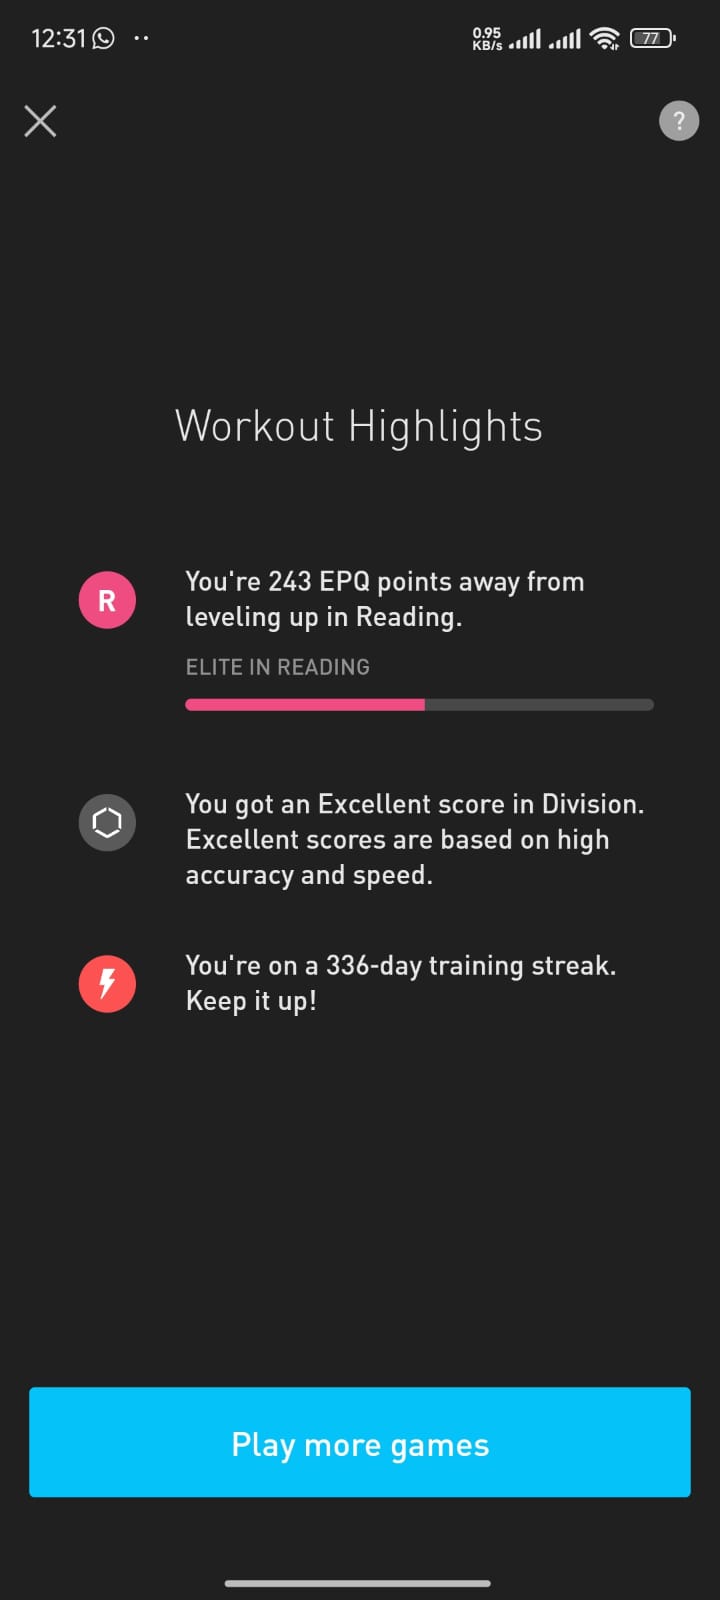 12:31
0.95
KB/s
77
?
Workout Highlights
R
You're 243 EPQ points away from
leveling up in Reading.
ELITE IN READING
You got an Excellent score in Division.
Excellent scores are based on high
accuracy and speed.
You're on a 336-day training streak.
Keep it up!
Play more games